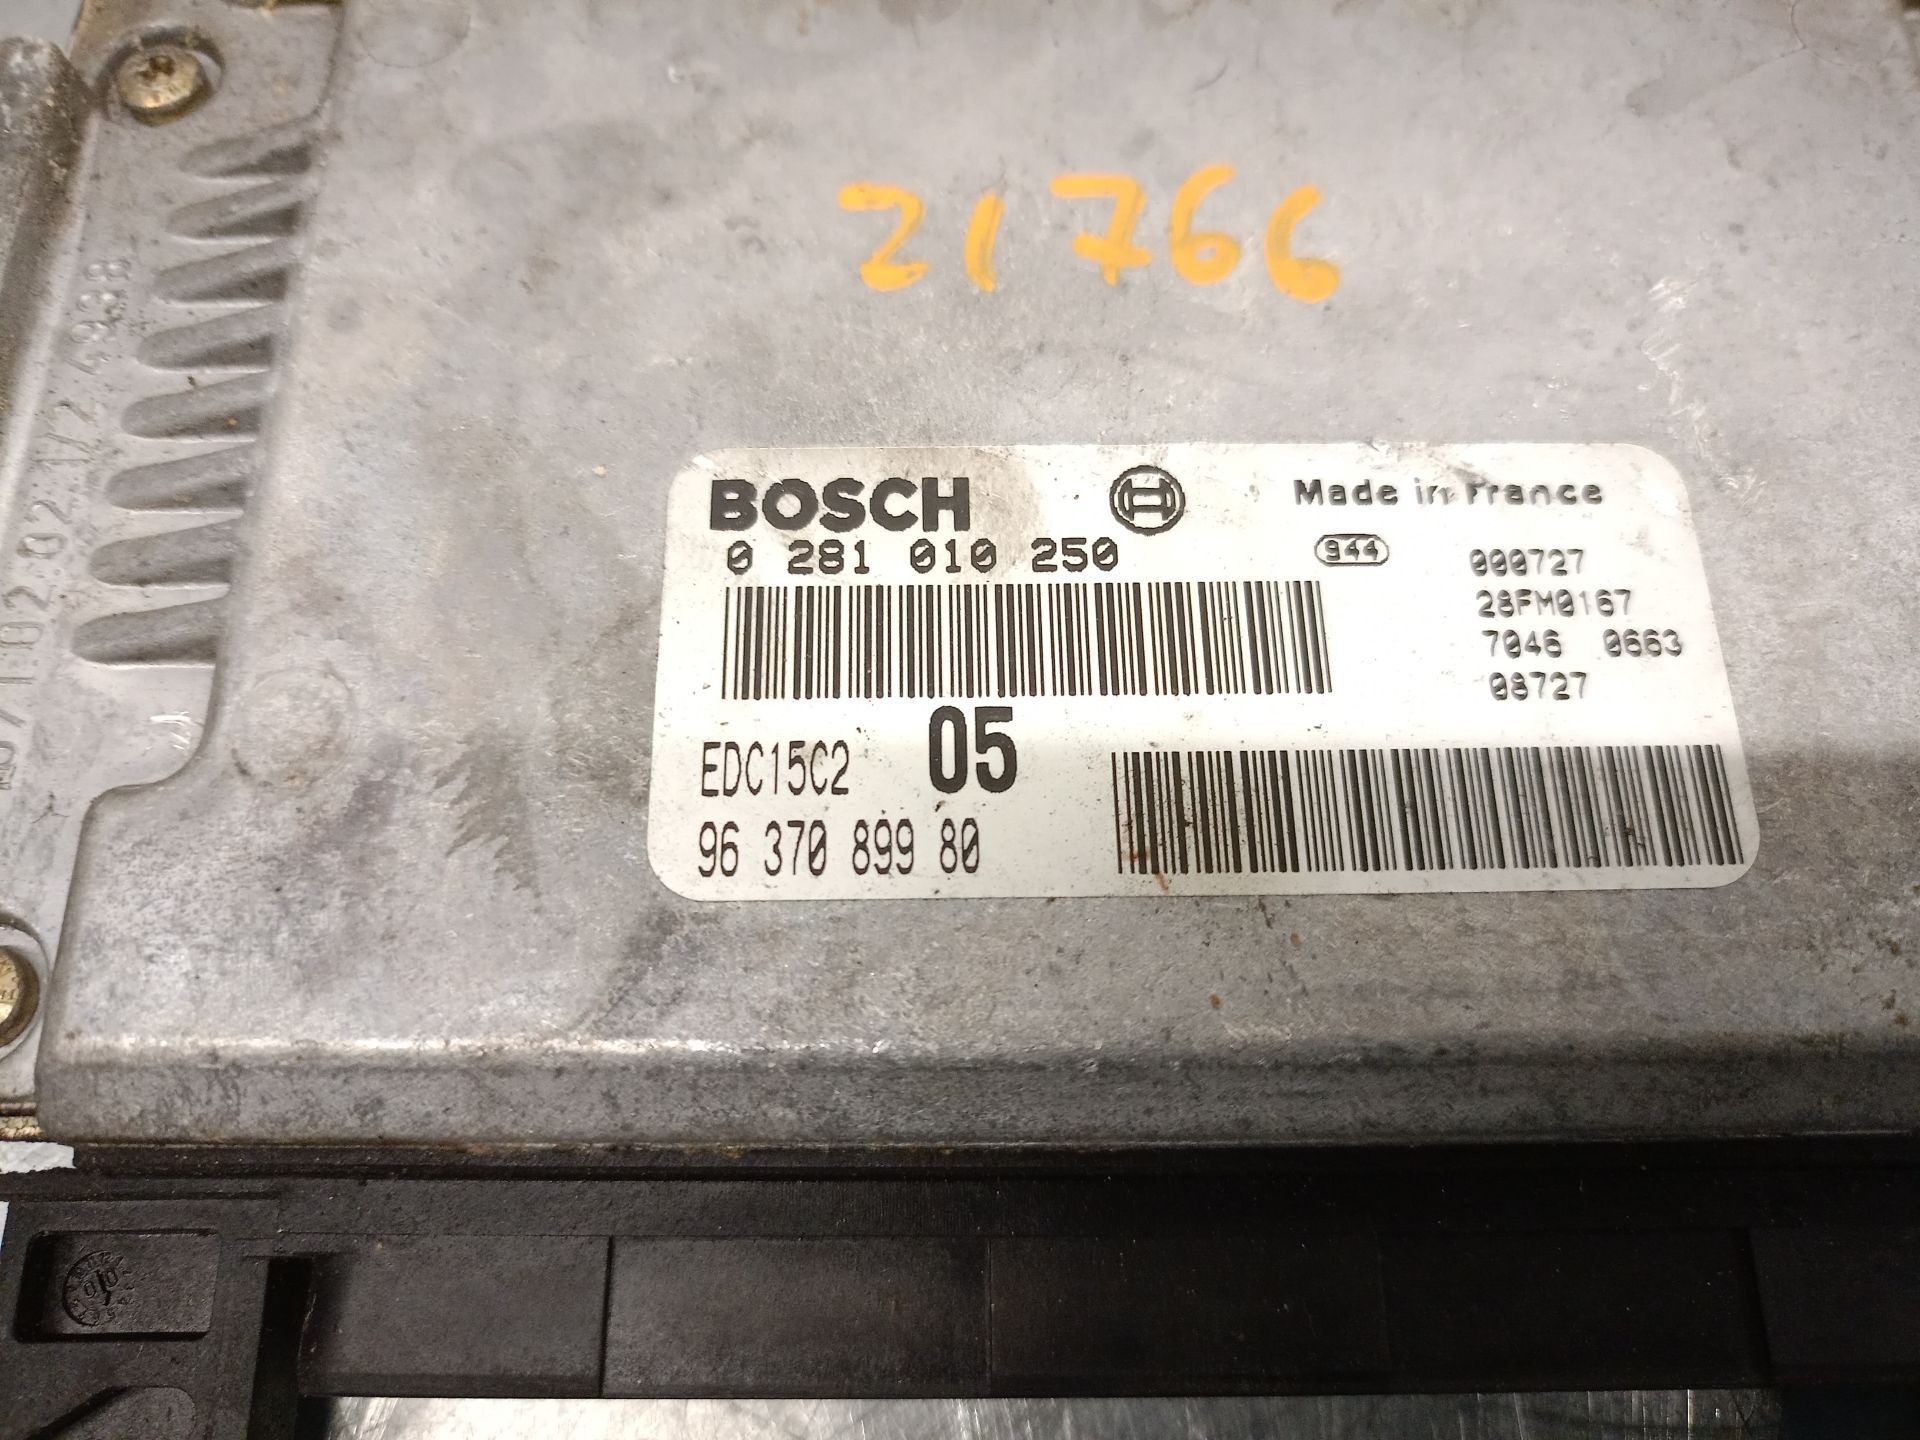 21766
BOSCH
Made in France
0 281 010 250
944
000727
28FM0167
7046 0663
08727
EDC15C2 05
96 370 899 80